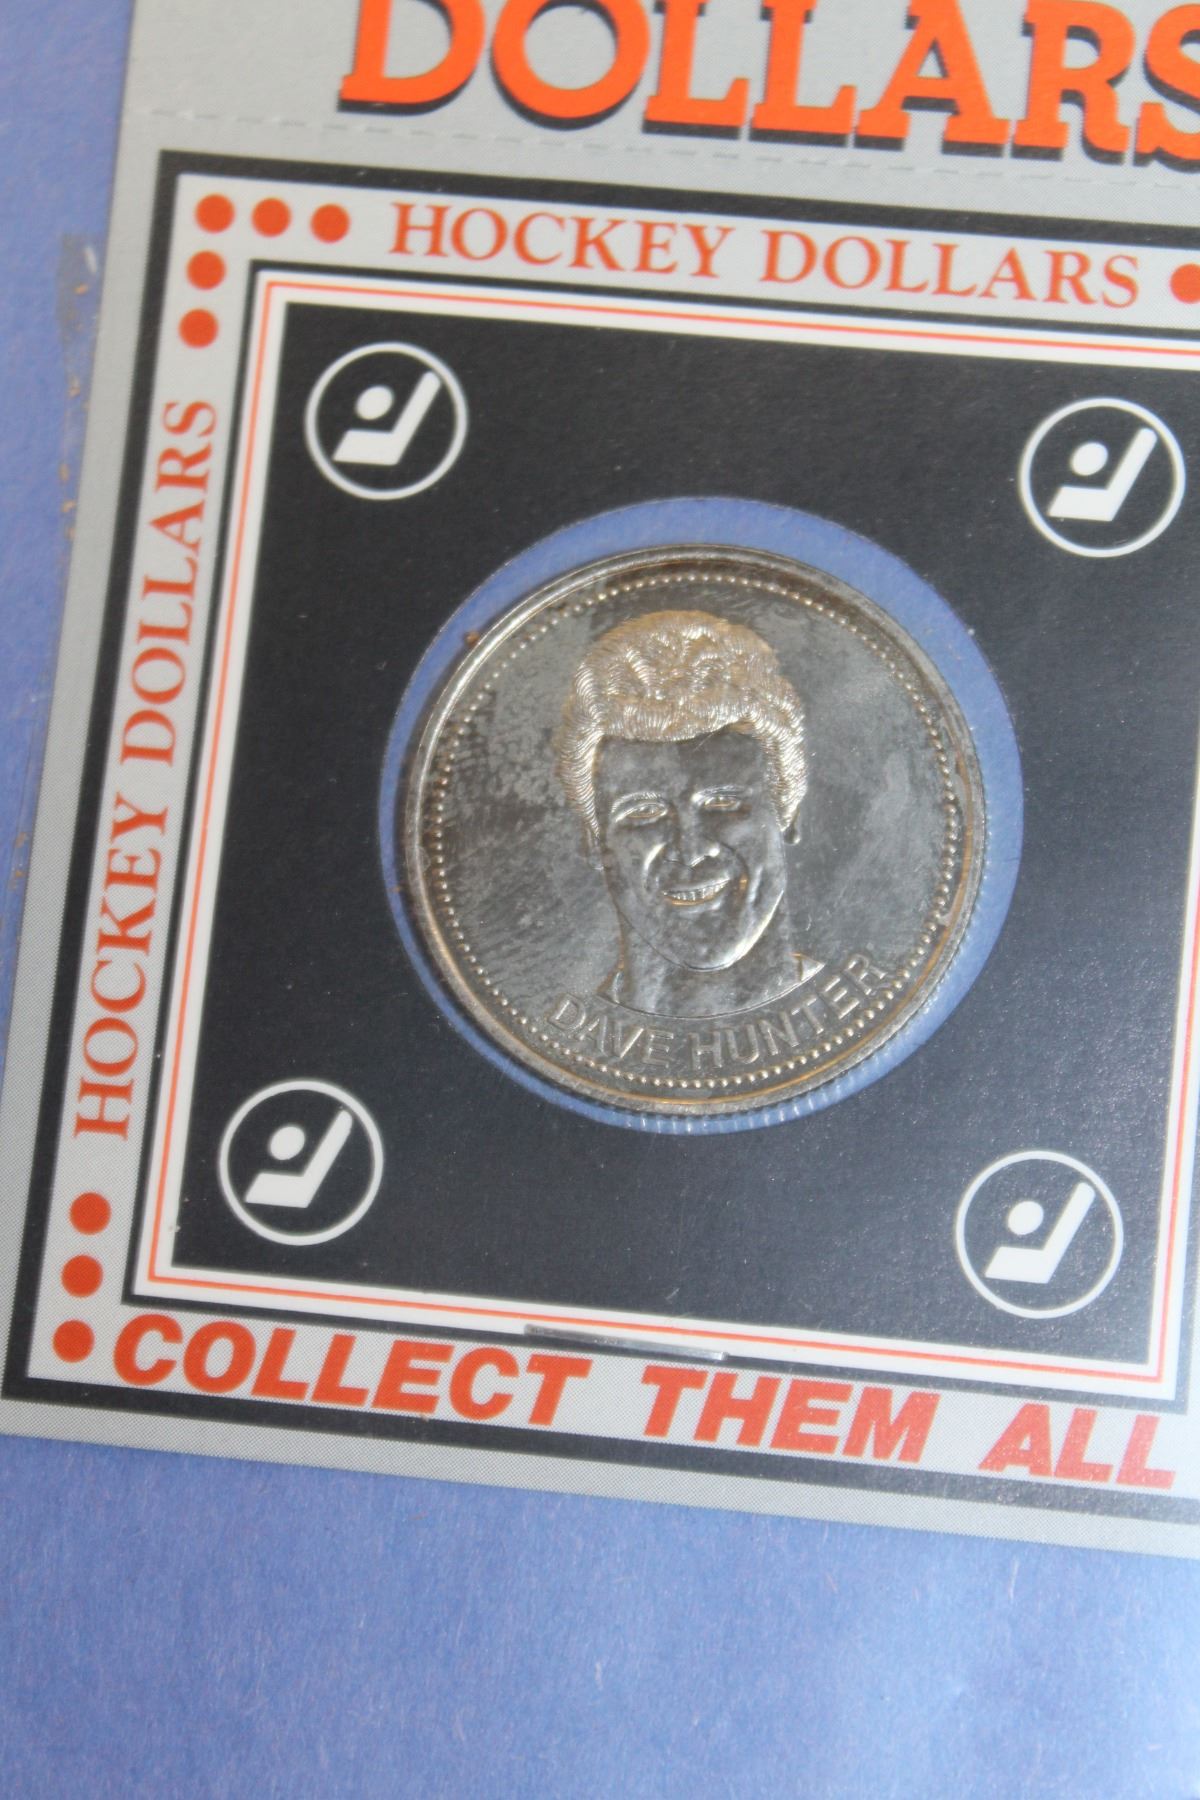 DOLLARS
HOCKEY DOLLARS
HOCKEY DOLLARS
DAVE HUNTER
COLLECT THEM ALL